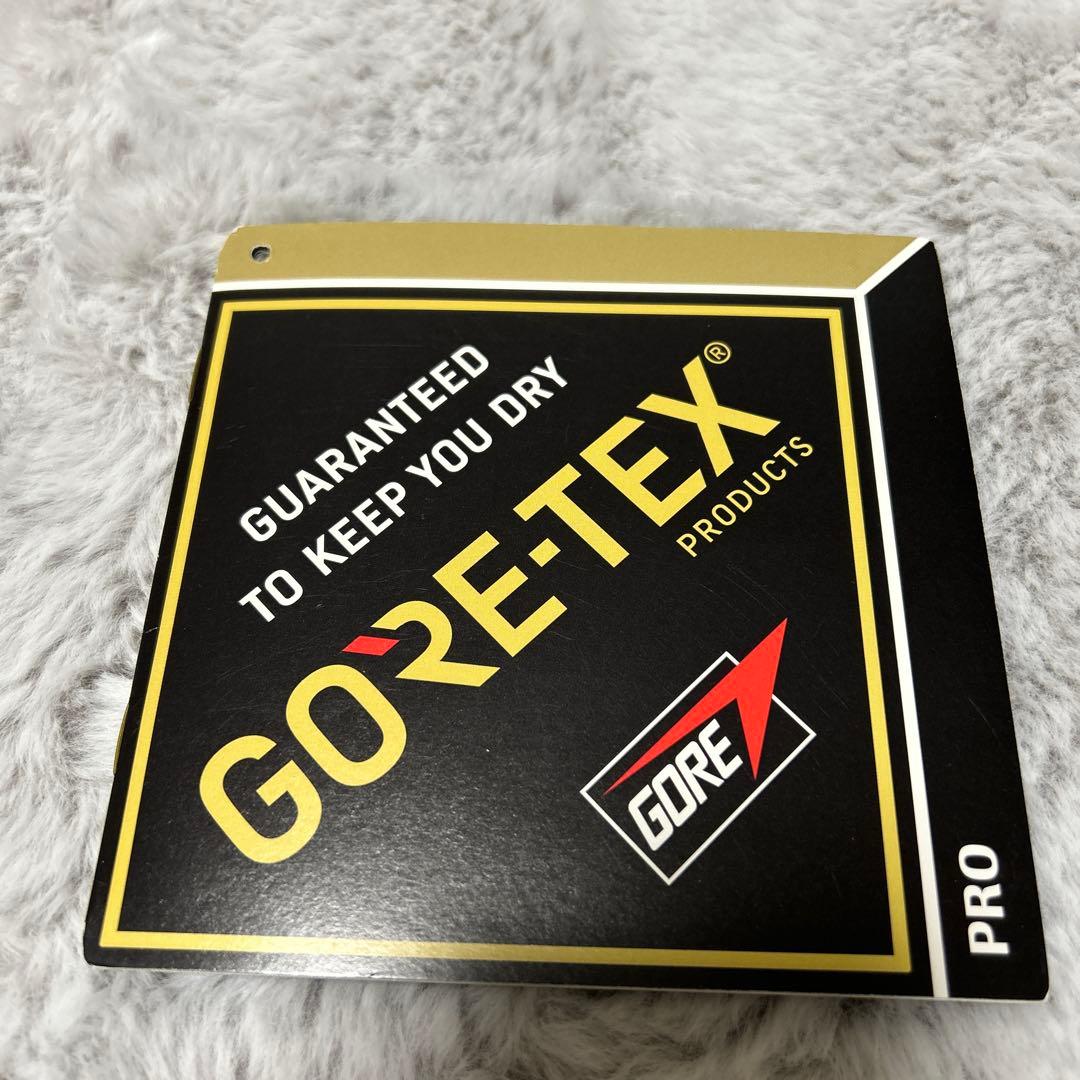 GUARANTEED
TO KEEP YOU DRY
GORE-TEX®
PRODUCTS
GORE
PRO